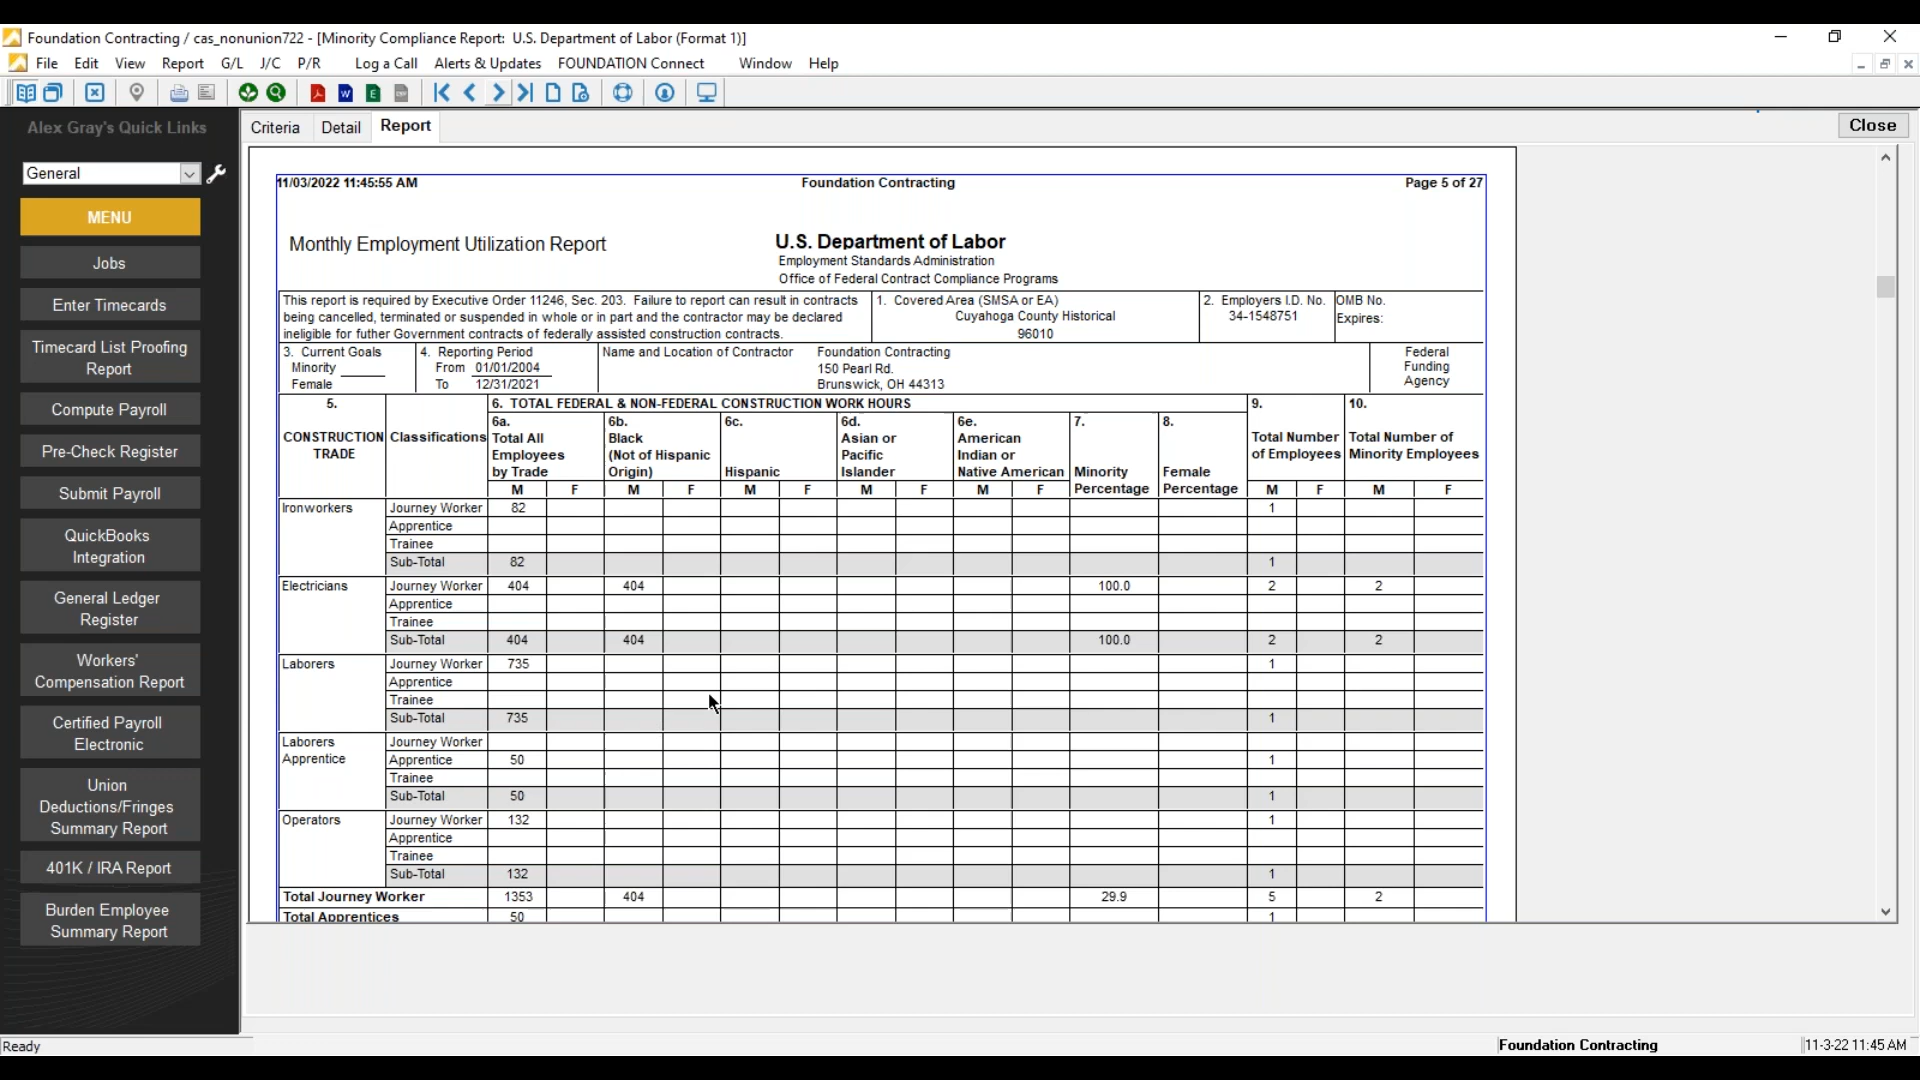 Foundation Contracting / cas_nonunion722 - [Minority Compliance Report: U.S. Department of Labor (Format 1)]
File Edit View Report G/L J/C P/R Log a Call Alerts & Updates FOUNDATION Connect Window Help
Alex Gray's Quick Links
General
MENU
Jobs
Enter Timecards
Timecard List Proofing
Report
Compute Payroll
Pre-Check Register
Submit Payroll
QuickBooks
Integration
General Ledger
Register
Workers'
Compensation Report
Certified Payroll
Electronic
Union
Deductions/Fringes
Summary Report
401K / IRA Report
Burden Employee
Summary Report
Criteria Detail Report Close
11/03/2022 11:45:55 AM Foundation Contracting Page 5 of 27
Monthly Employment Utilization Report
U.S. Department of Labor
Employment Standards Administration
Office of Federal Contract Compliance Programs
This report is required by Executive Order 11246, Sec. 203. Failure to report can result in contracts
being cancelled, terminated or suspended in whole or in part and the contractor may be declared
ineligible for futher Government contracts of federally assisted construction contracts.
1. Covered Area (SMSA or EA)
Cuyahoga County Historical
96010
2. Employers I.D. No.
34-1548751
OMB No.
Expires:
3. Current Goals
Minority
Female
4. Reporting Period
From 01/01/2004
To 12/31/2021
Name and Location of Contractor Foundation Contracting
150 Pearl Rd.
Brunswick, OH 44313
Federal
Funding
Agency
5.
CONSTRUCTION
TRADE
Classifications
6. TOTAL FEDERAL & NON-FEDERAL CONSTRUCTION WORK HOURS
6a.
Total All
Employees
by Trade
6b.
Black
(Not of Hispanic
Origin)
6c.
Hispanic
6d.
Asian or
Pacific
Islander
6e.
American
Indian or
Native American
7.
Minority
Percentage
8.
Female
Percentage
9.
Total Number
of Employees
10.
Total Number of
Minority Employees
M F M F M F M F M F M F M F
Ironworkers Journey Worker 82 1
Apprentice
Trainee
Sub-Total 82 1
Electricians Journey Worker 404 404 100.0 2 2
Apprentice
Trainee
Sub-Total 404 404 100.0 2 2
Laborers Journey Worker 735 1
Apprentice
Trainee
Sub-Total 735 1
Laborers Journey Worker
Apprentice Apprentice 50 1
Trainee
Sub-Total 50 1
Operators Journey Worker 132 1
Apprentice
Trainee
Sub-Total 132 1
Total Journey Worker 1353 404 29.9 5 2
Total Apprentices 50 1
Ready Foundation Contracting 11-3-22 11:45 AM